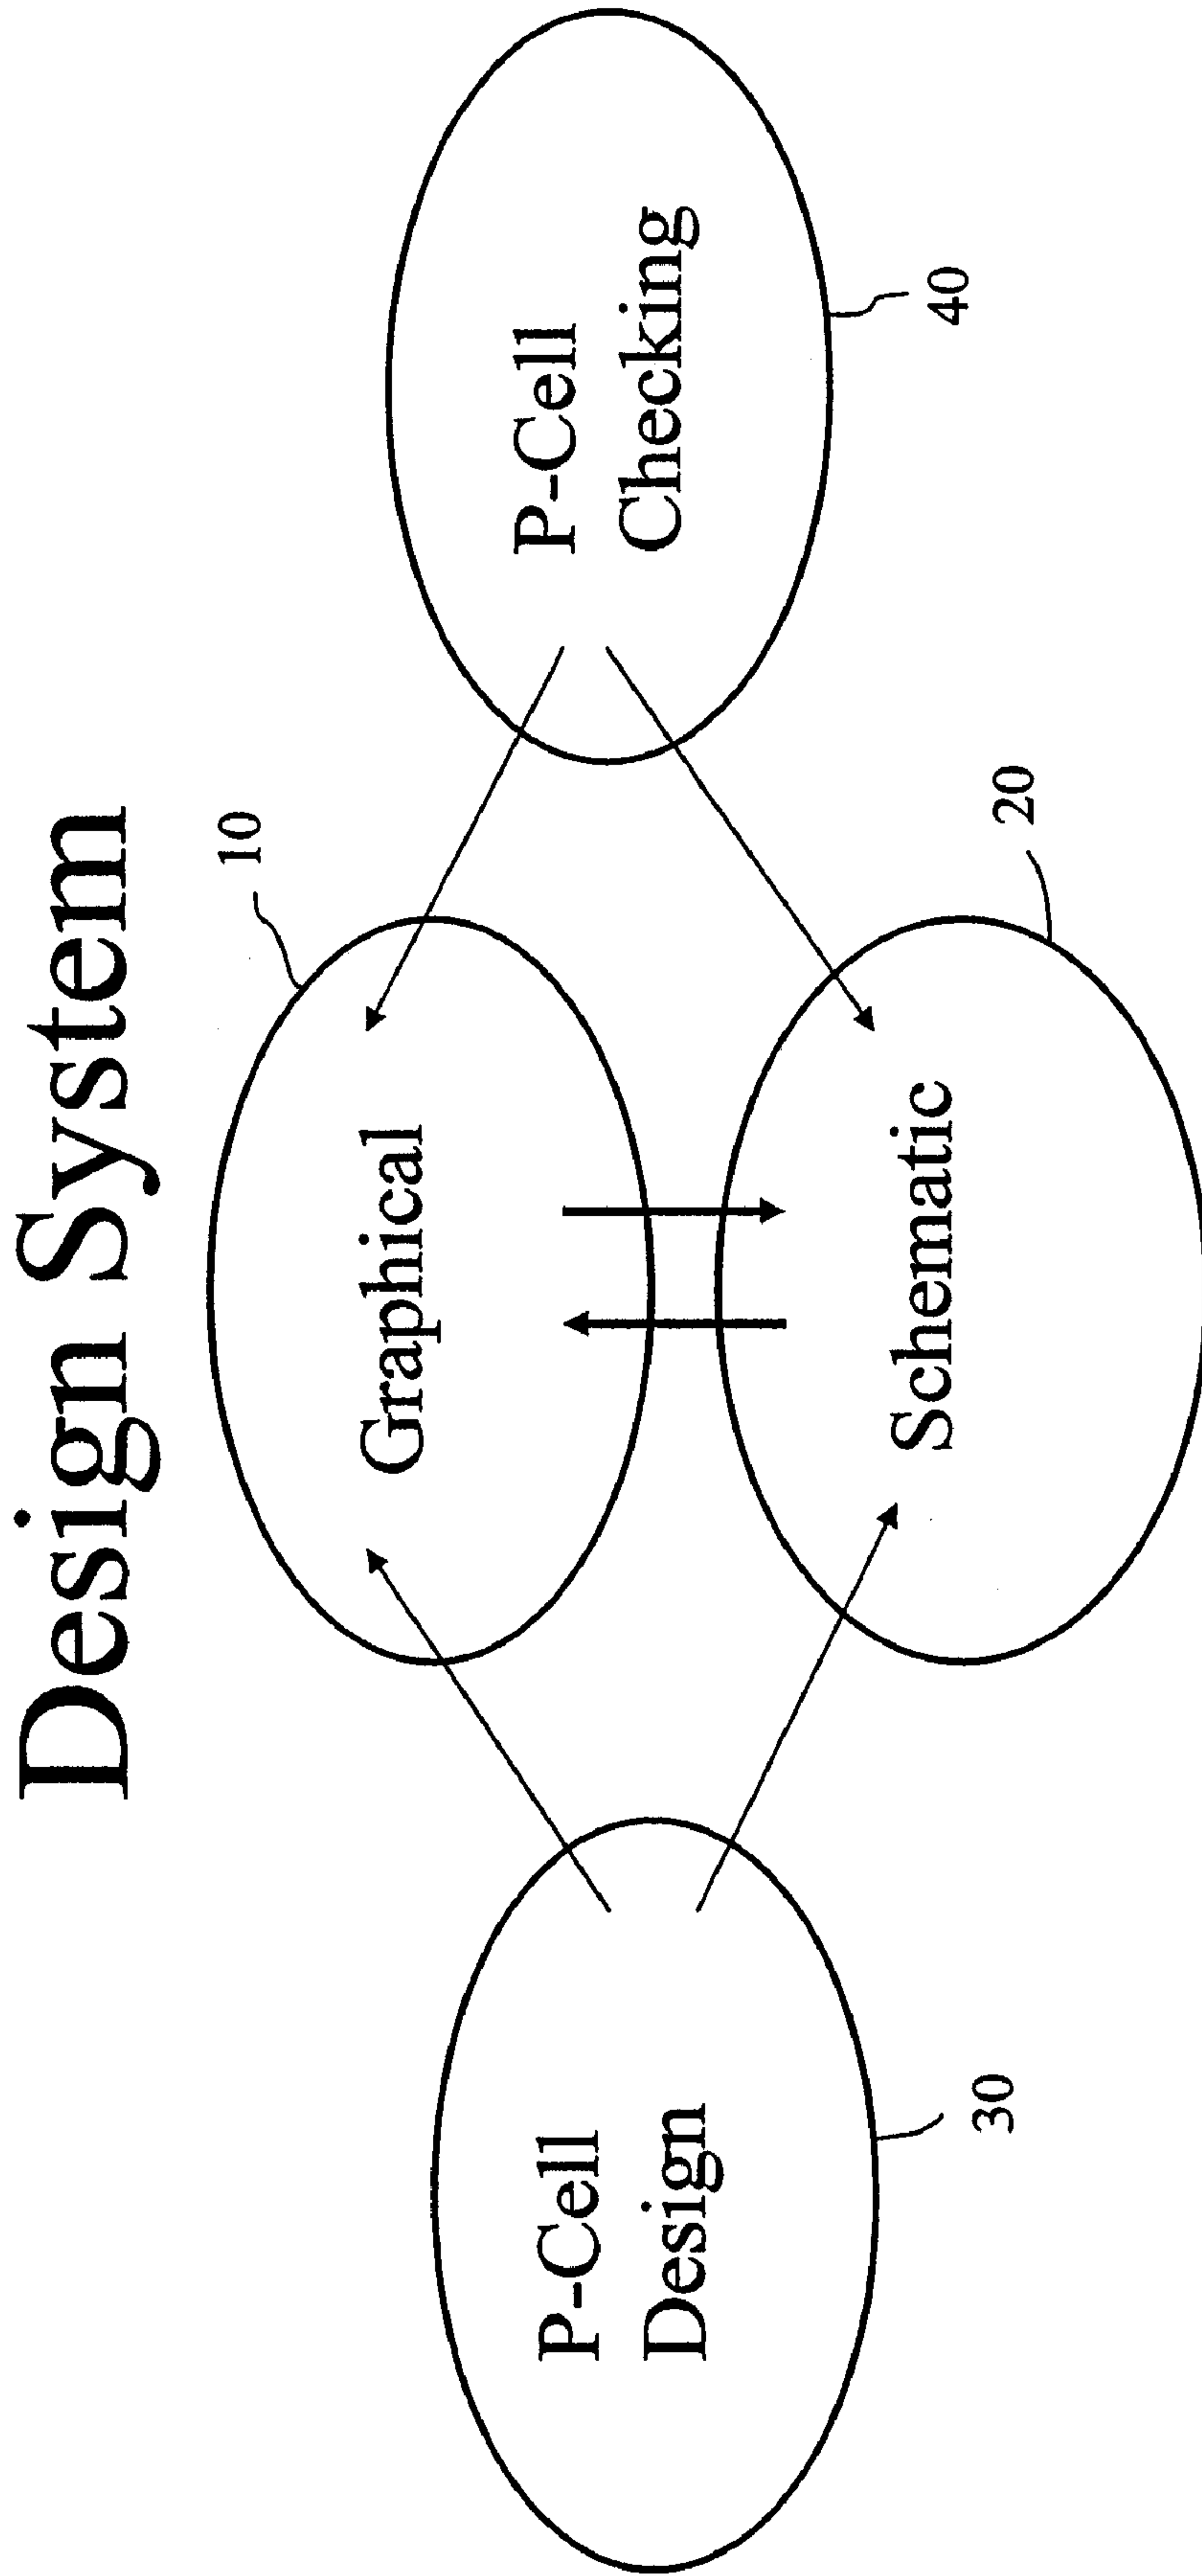 Design System
10
Graphical
P-Cell
Checking
40
P-Cell
Design
30
Schematic
20